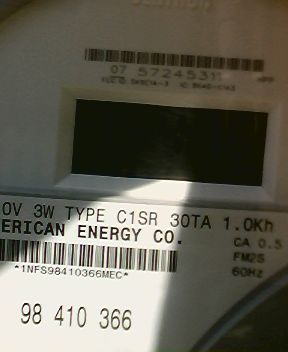 07 57245311
0V 3W TYPE C1SR 30TA 1.0Kh
ERICAN ENERGY CO.
CA 0.5
FM2S
60Hz
*1NFS98410366MEC*
98 410 366